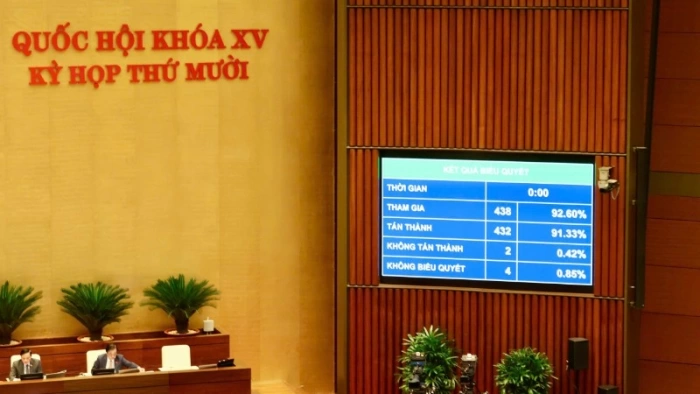 QUỐC HỘI KHÓA XV
KỲ HỌP THỨ MƯỜI
KẾT QUẢ BIỂU QUYẾT
THỜI GIAN 0:00
THAM GIA 438 92.60%
TÁN THÀNH 432 91.33%
KHÔNG TÁN THÀNH 2 0.42%
KHÔNG BIỂU QUYẾT 4 0.85%